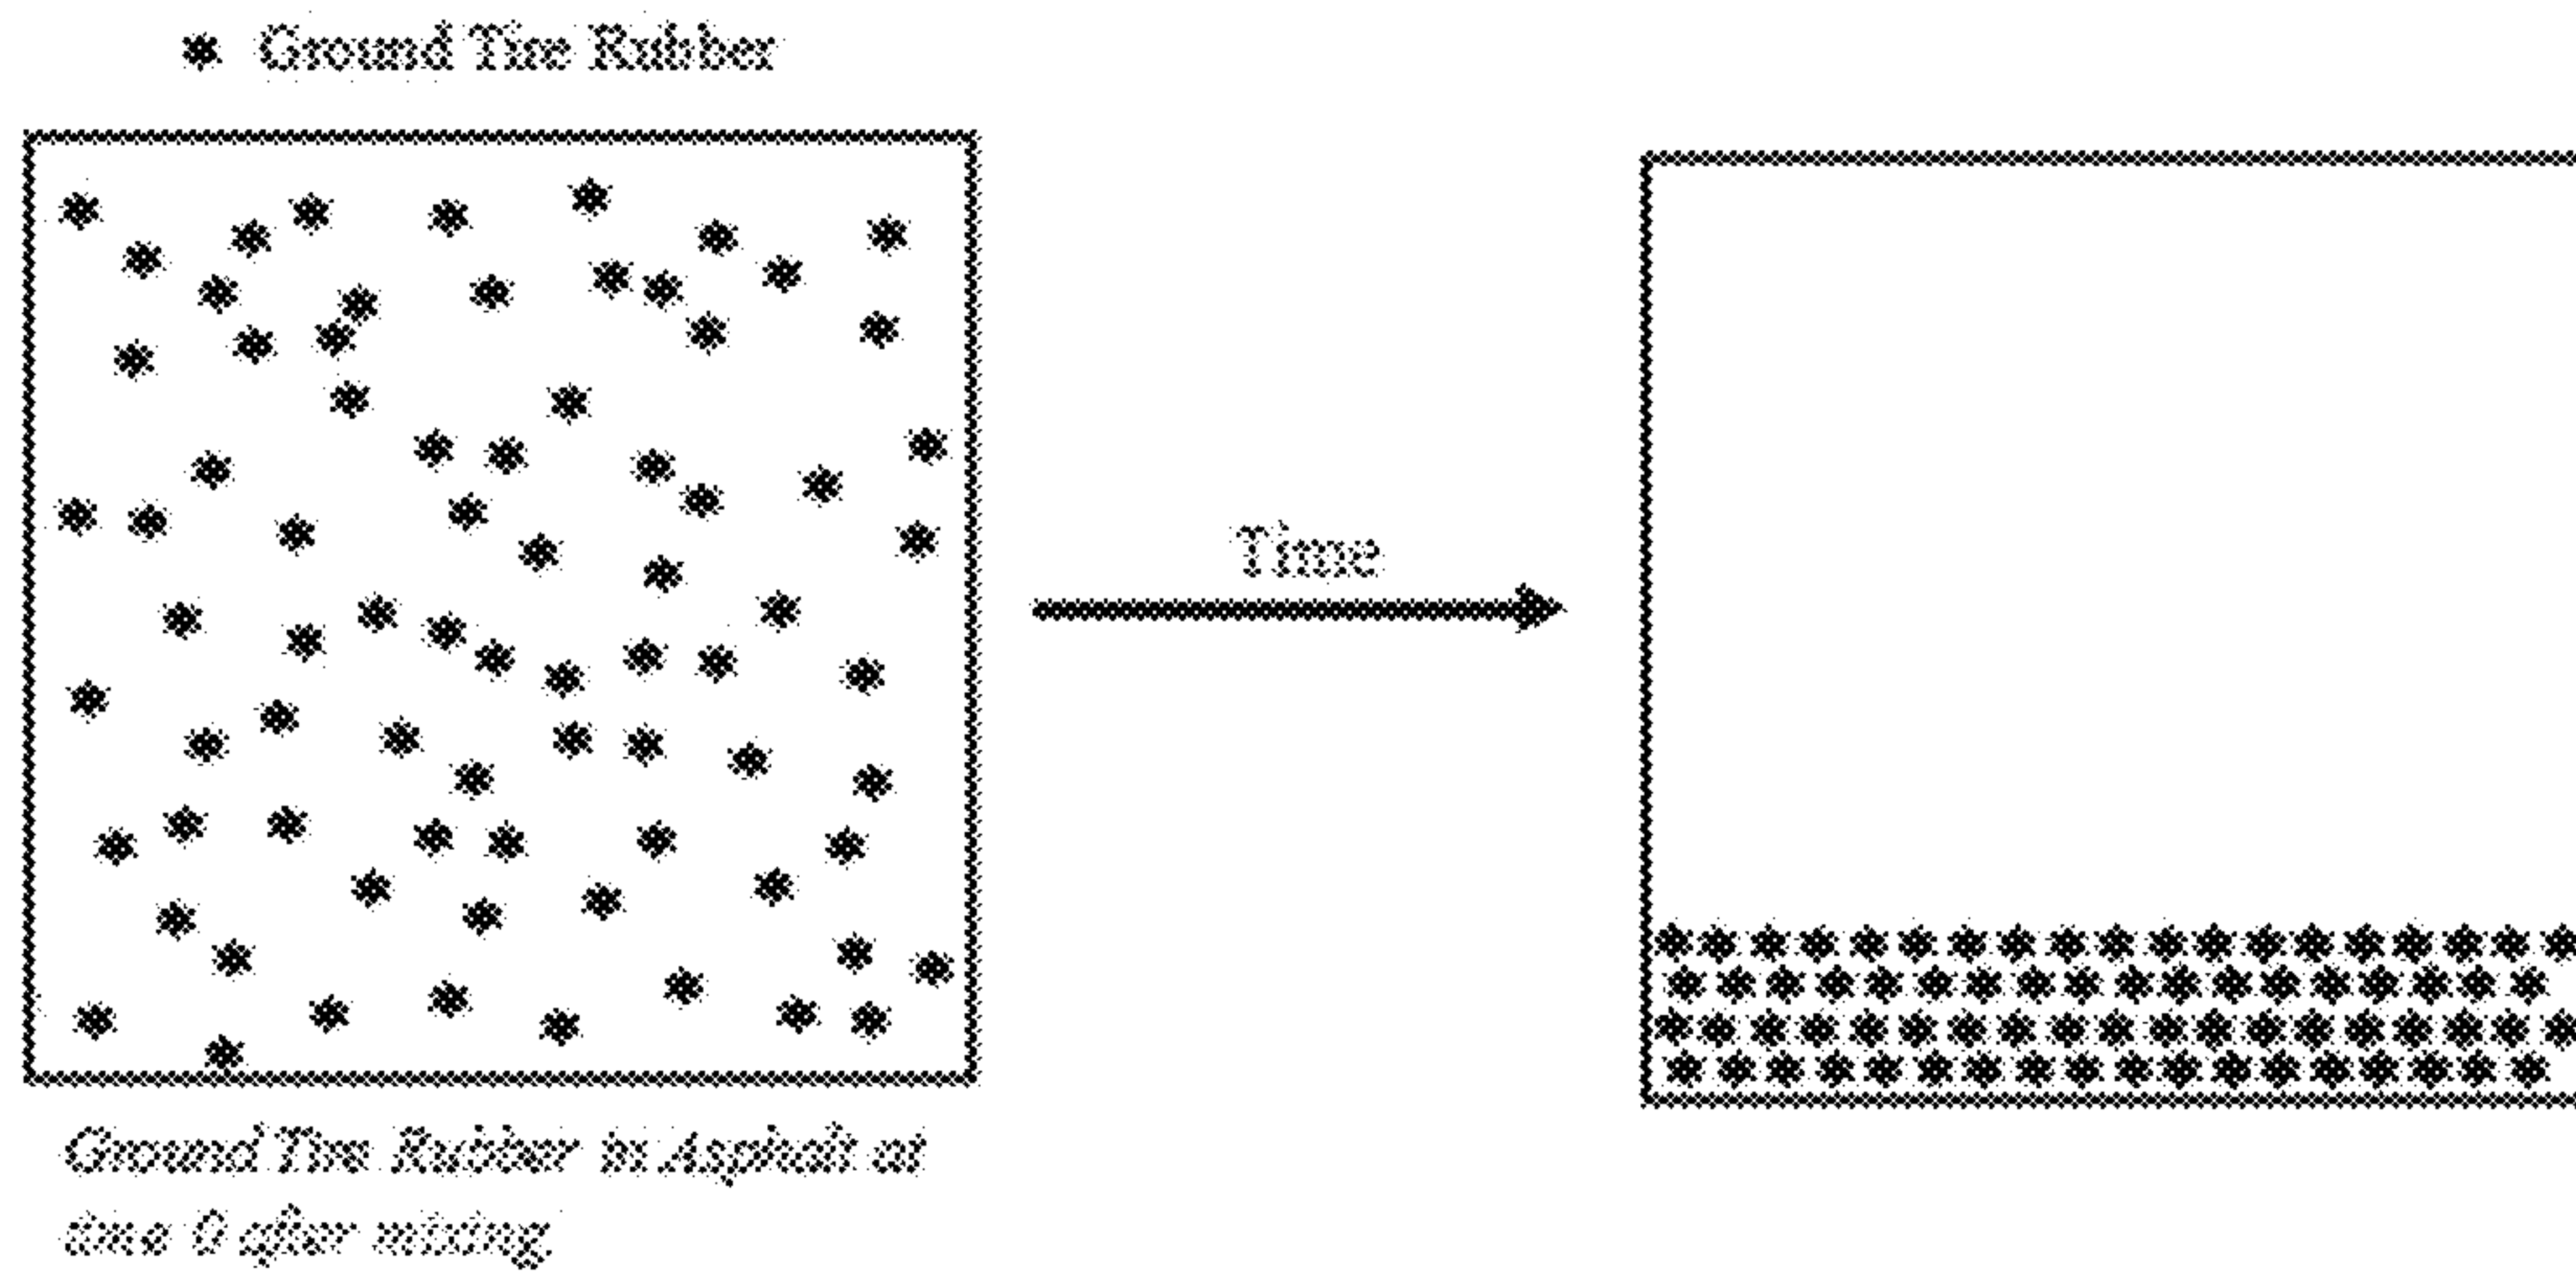 Ground Tire Rubber
Time
Ground Tire Rubber in Asphalt at
time 0 after mixing